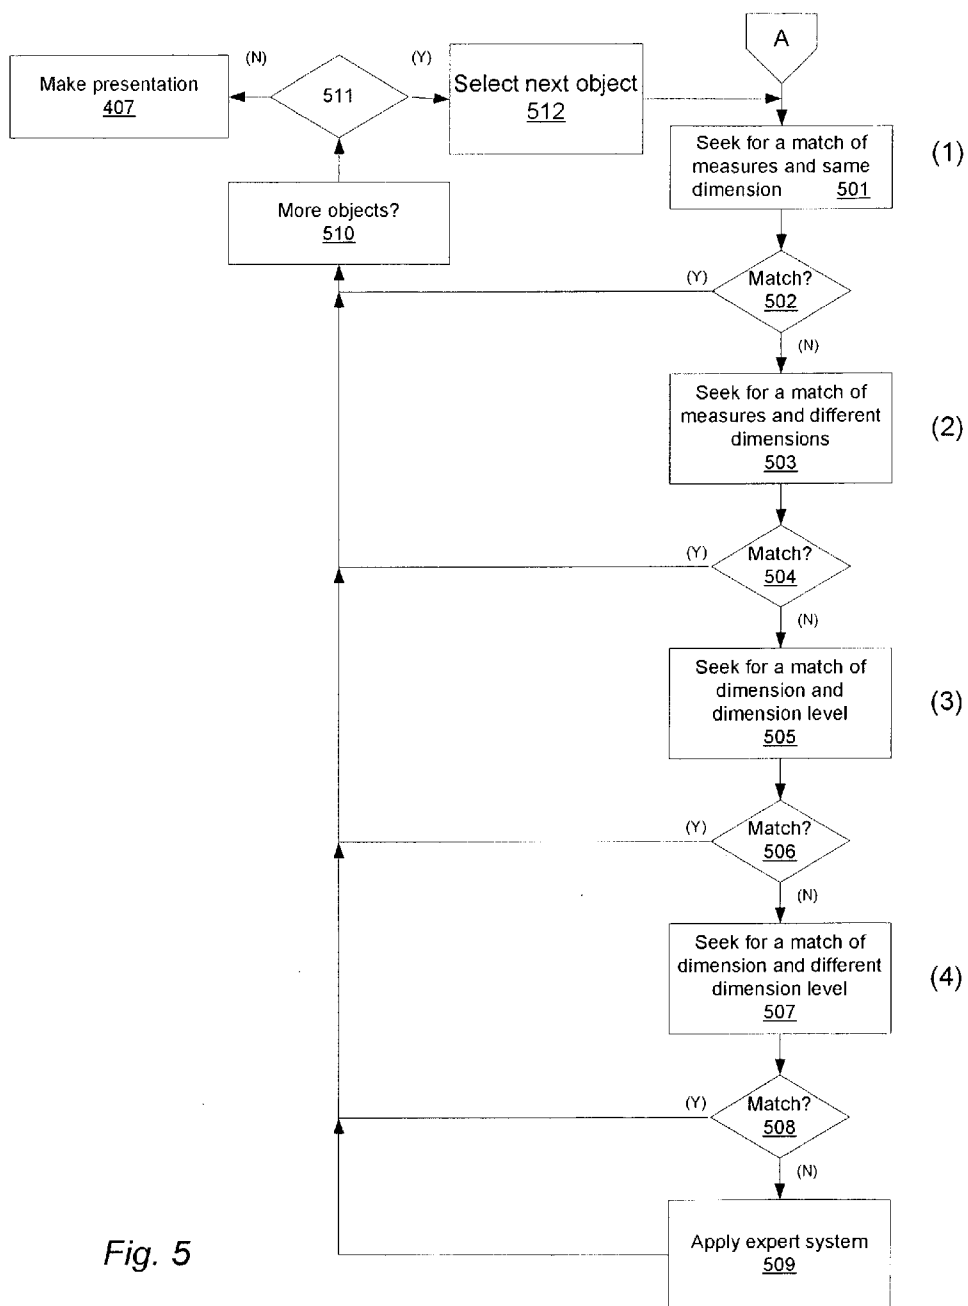 (N)
(Y)
A
Make presentation
407
511
Select next object
512
Seek for a match of
measures and same
dimension 501
(1)
More objects?
510
(Y)
Match?
502
(N)
Seek for a match of
measures and different
dimensions
503
(2)
(Y)
Match?
504
(N)
Seek for a match of
dimension and
dimension level
505
(3)
(Y)
Match?
506
(N)
Seek for a match of
dimension and different
dimension level
507
(4)
(Y)
Match?
508
(N)
Apply expert system
509
Fig. 5